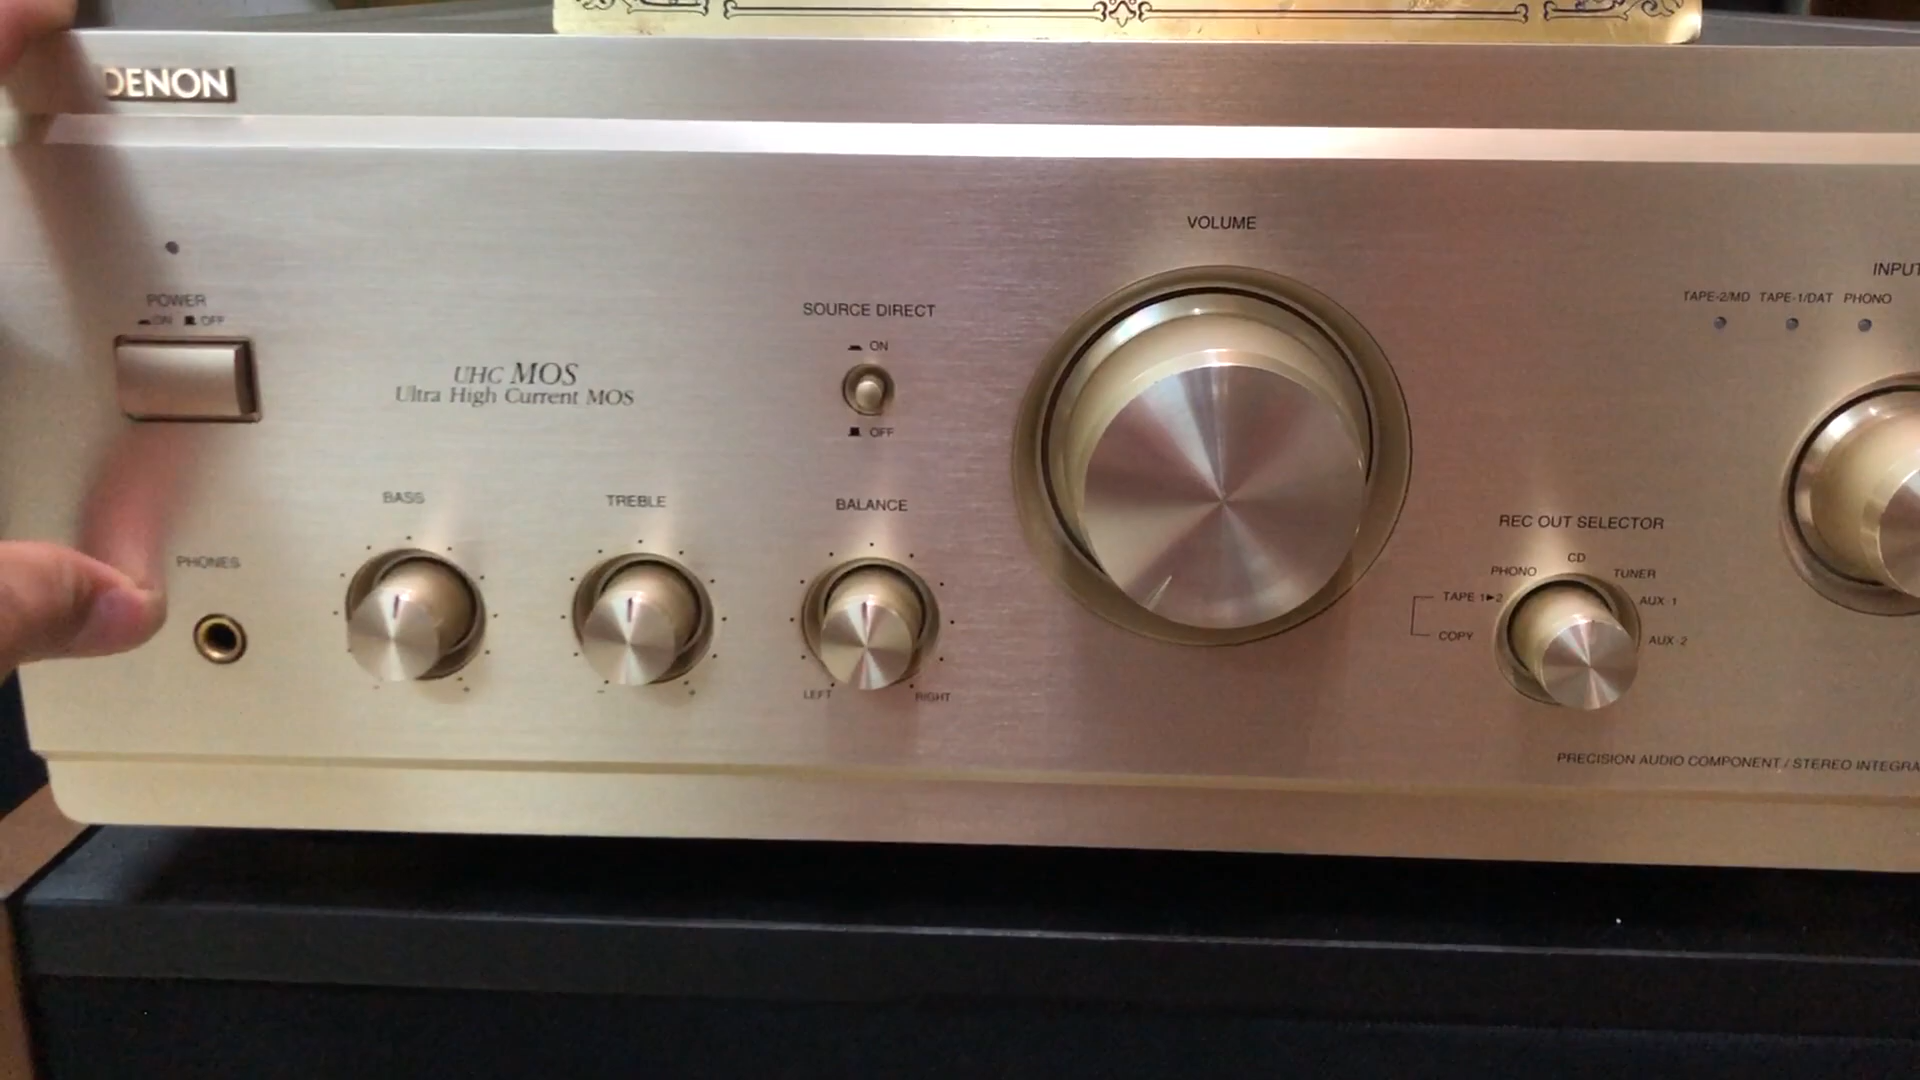 DENON
POWER
ON OFF
UHC MOS
Ultra High Current MOS
PHONES
BASS
- +
TREBLE
- +
SOURCE DIRECT
ON
OFF
BALANCE
LEFT RIGHT
VOLUME
REC OUT SELECTOR
CD
PHONO TUNER
TAPE 1▶2 AUX-1
COPY AUX-2
INPUT
TAPE-2/MD TAPE-1/DAT PHONO
PRECISION AUDIO COMPONENT / STEREO INTEGRA